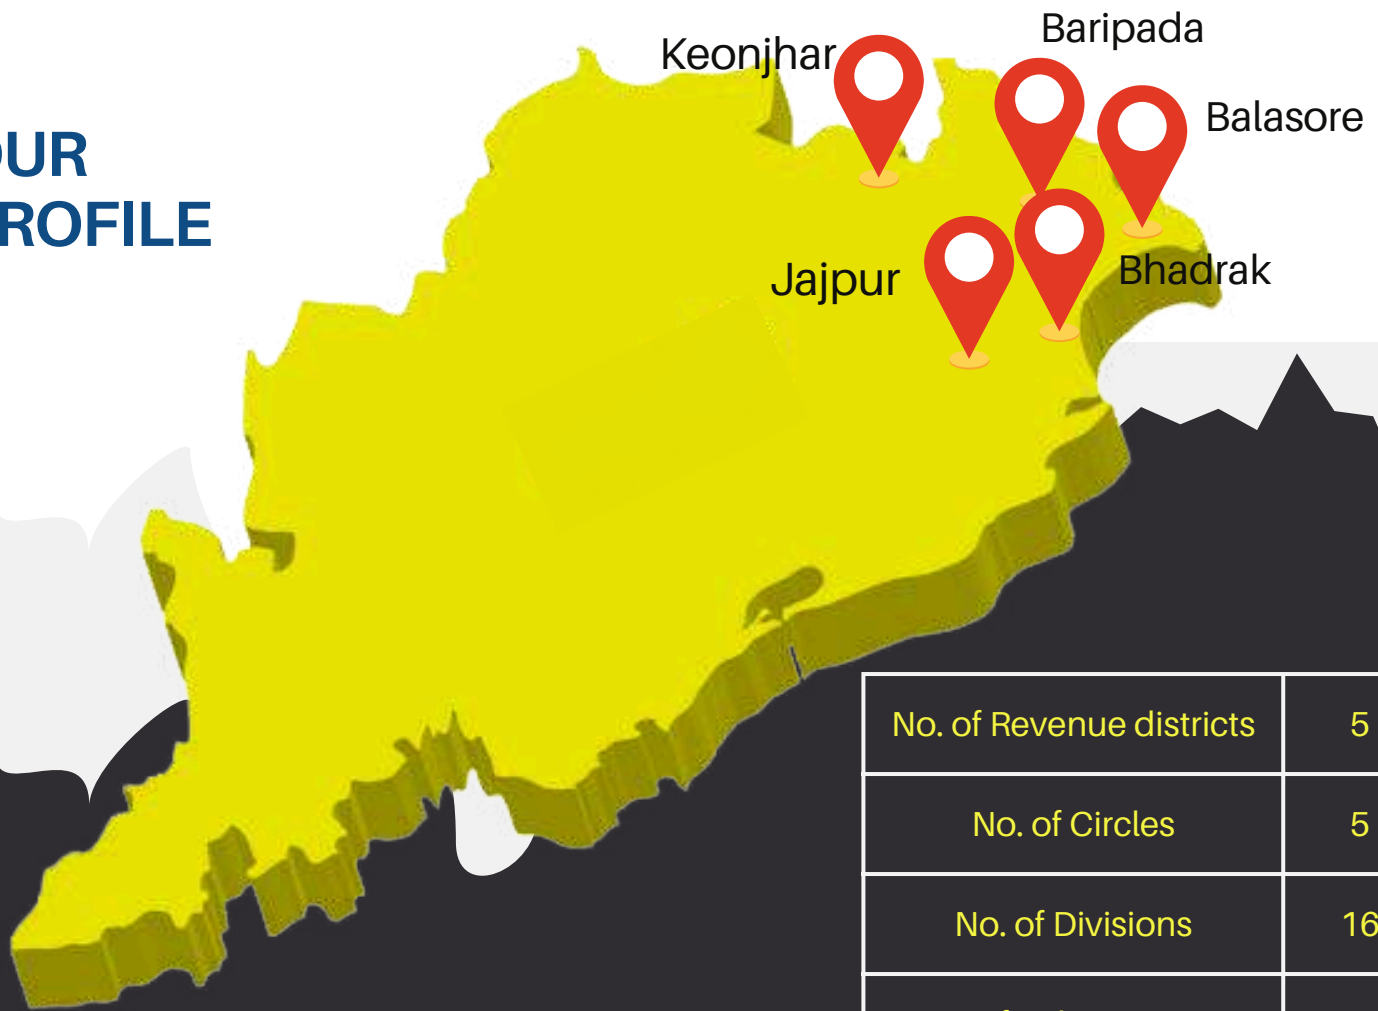 Keonjhar
Baripada
Balasore
OUR
ROFILE
Jajpur
Bhadrak
No. of Revenue districts 5
No. of Circles 5
No. of Divisions 16